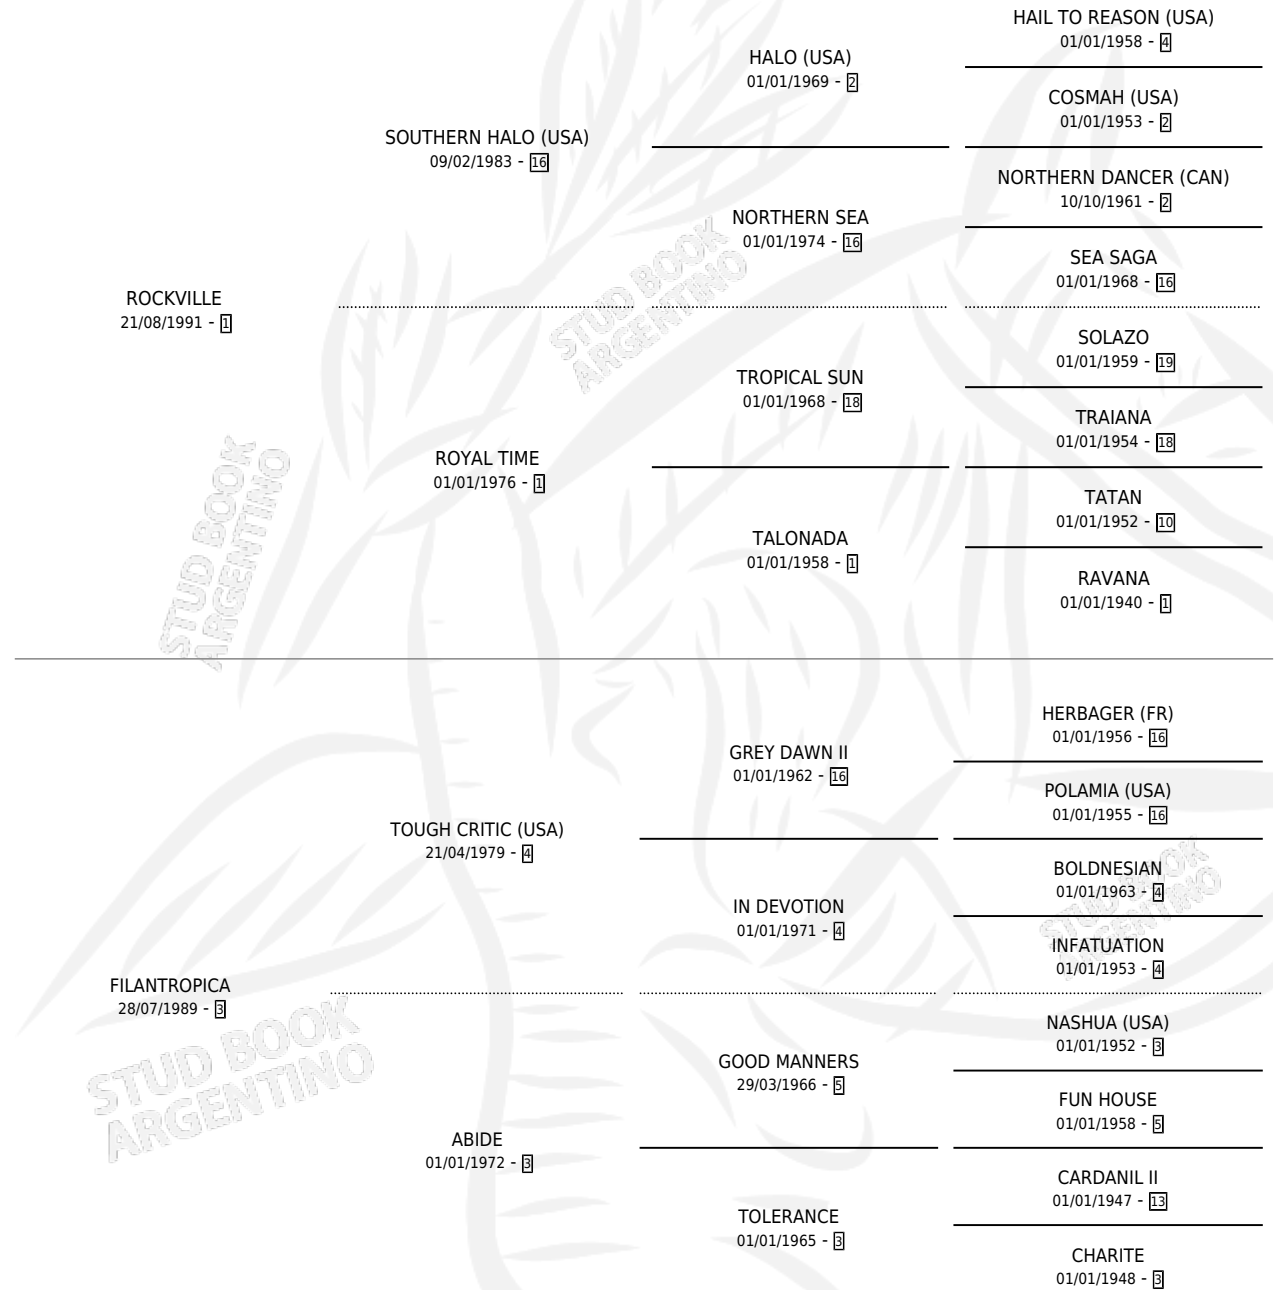 HAIL TO REASON (USA)
01/01/1958 - 4
HALO (USA)
01/01/1969 - 2
COSMAH (USA)
01/01/1953 - 2
SOUTHERN HALO (USA)
09/02/1983 - 16
NORTHERN DANCER (CAN)
10/10/1961 - 2
NORTHERN SEA
01/01/1974 - 16
SEA SAGA
01/01/1968 - 16
STUD BOOK
ARGENTINO
ROCKVILLE
21/08/1991 - 1
SOLAZO
01/01/1959 - 19
TROPICAL SUN
01/01/1968 - 18
TRAIANA
01/01/1954 - 18
ROYAL TIME
01/01/1976 - 1
TATAN
01/01/1952 - 10
TALONADA
01/01/1958 - 1
RAVANA
01/01/1940 - 1
STUD BOOK
ARGENTINO
HERBAGER (FR)
01/01/1956 - 16
GREY DAWN II
01/01/1962 - 16
POLAMIA (USA)
01/01/1955 - 16
TOUGH CRITIC (USA)
21/04/1979 - 4
BOLDNESIAN
01/01/1963 - 4
IN DEVOTION
01/01/1971 - 4
INFATUATION
01/01/1953 - 4
STUD BOOK
ARGENTINO
FILANTROPICA
28/07/1989 - 3
NASHUA (USA)
01/01/1952 - 3
GOOD MANNERS
29/03/1966 - 5
FUN HOUSE
01/01/1958 - 5
STUD BOOK
ARGENTINO
ABIDE
01/01/1972 - 3
CARDANIL II
01/01/1947 - 13
TOLERANCE
01/01/1965 - 3
CHARITE
01/01/1948 - 3